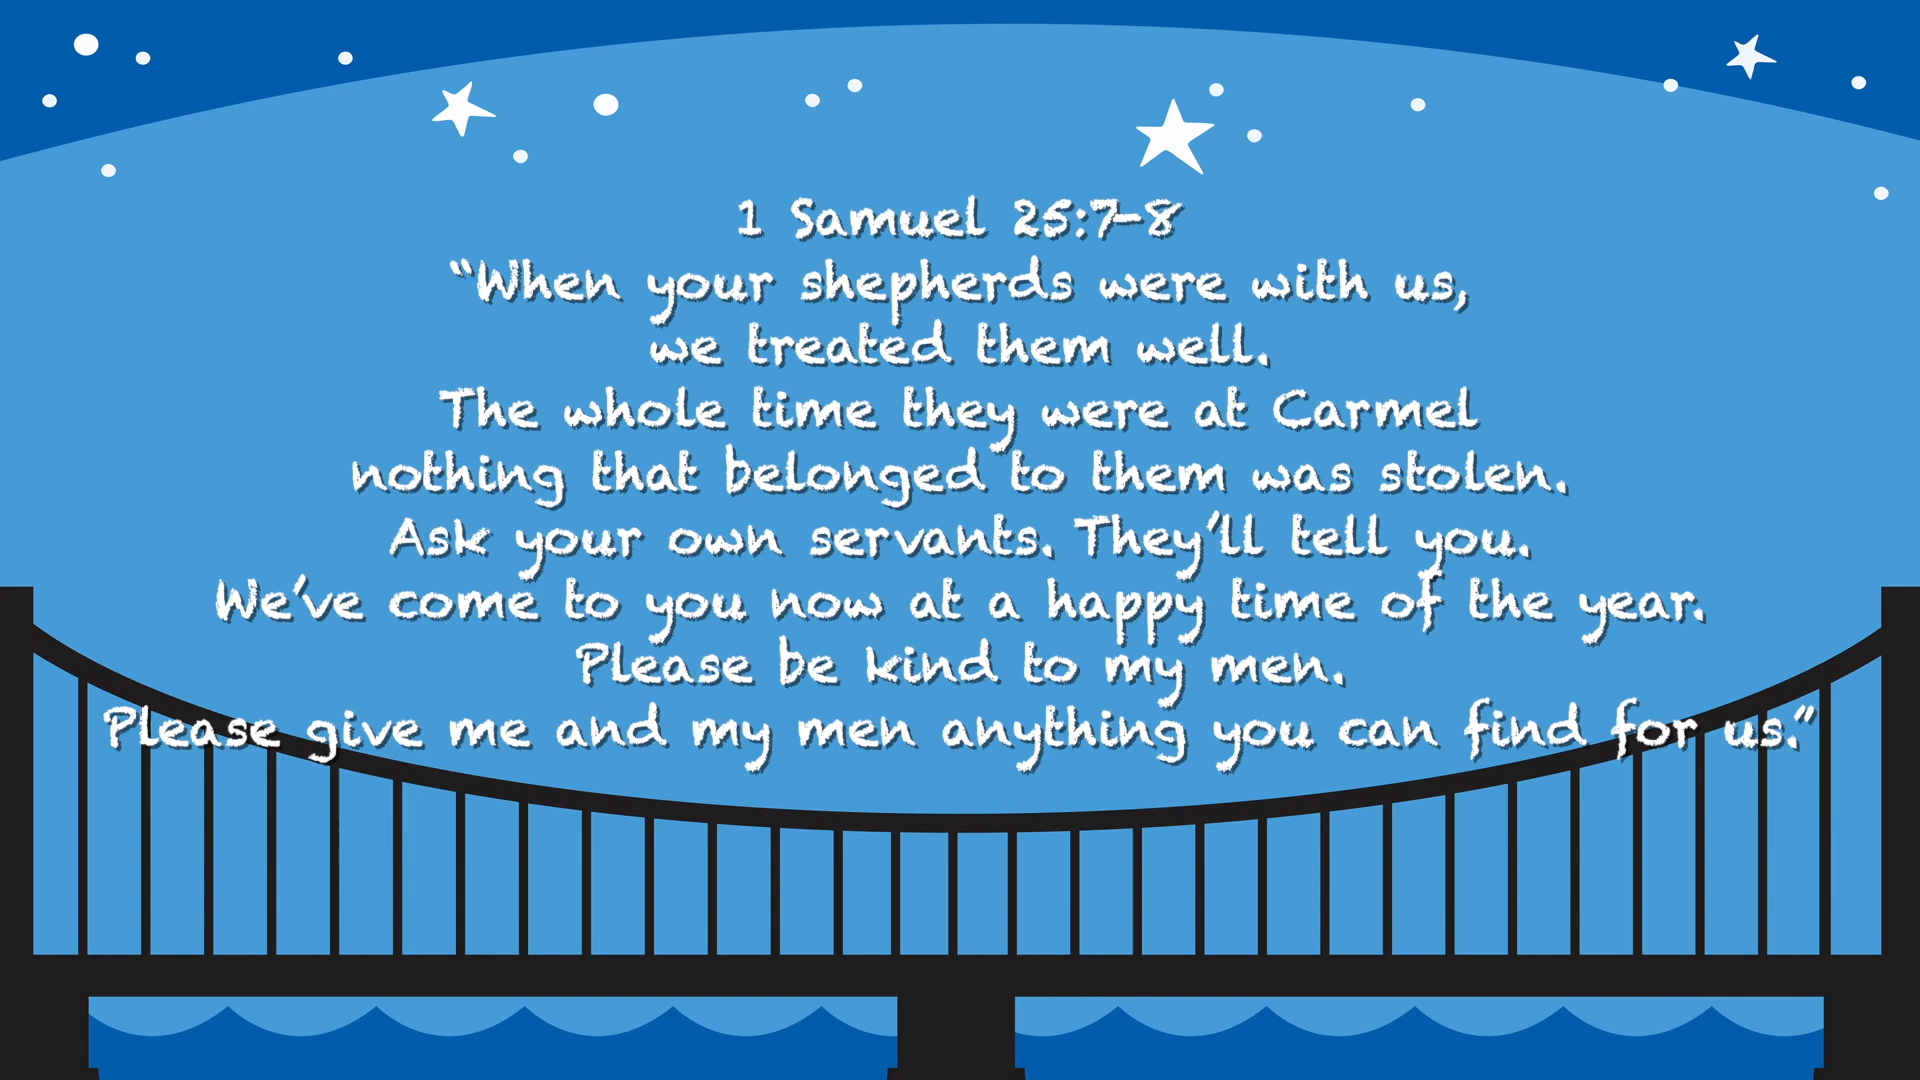 1 Samuel 25:7-8
“When your shepherds were with us,
we treated them well.
The whole time they were at Carmel
nothing that belonged to them was stolen.
Ask your own servants. They’ll tell you.
We’ve come to you now at a happy time of the year.
Please be kind to my men.
Please give me and my men anything you can find for us.”